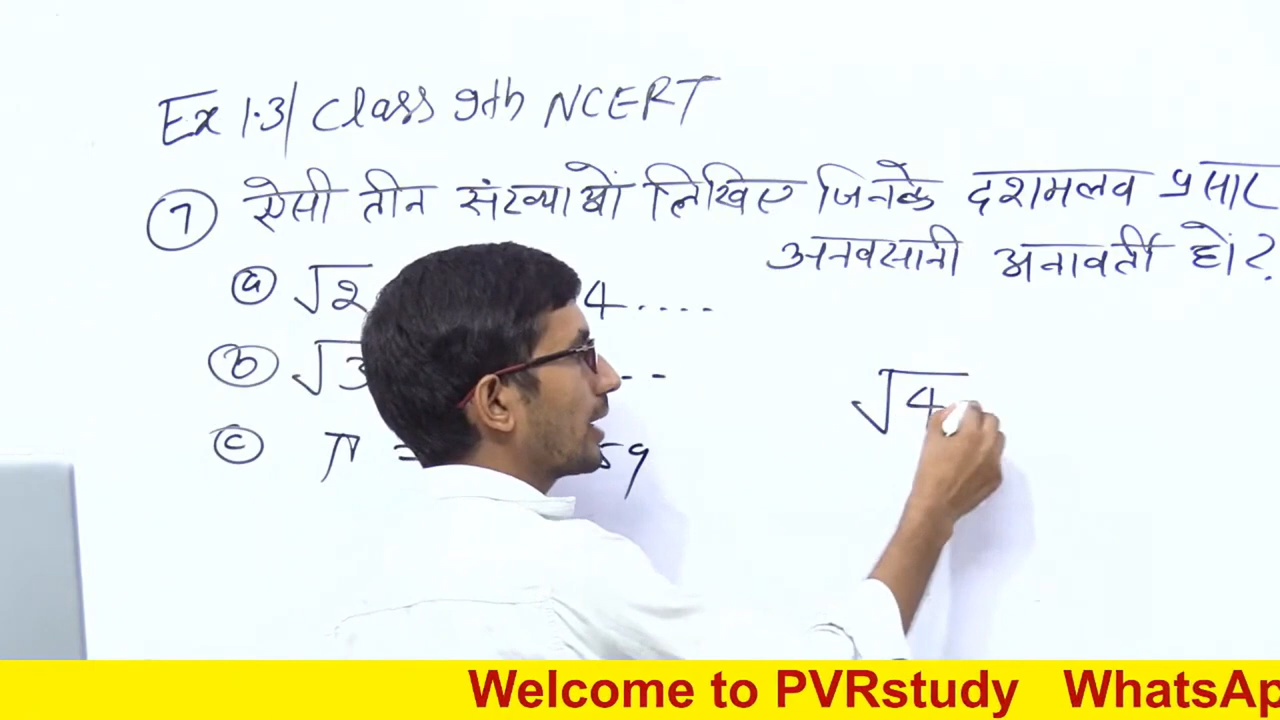 Ex 1.3/ Class 9th NCERT
7 ऐसी तीन संख्याओं लिखिए जिनके दशमलव प्रसार
अनवसानी अनावर्ती हों?
a √2 4....
b √3 --
c π = 59
√4
Welcome to PVRstudy WhatsAp